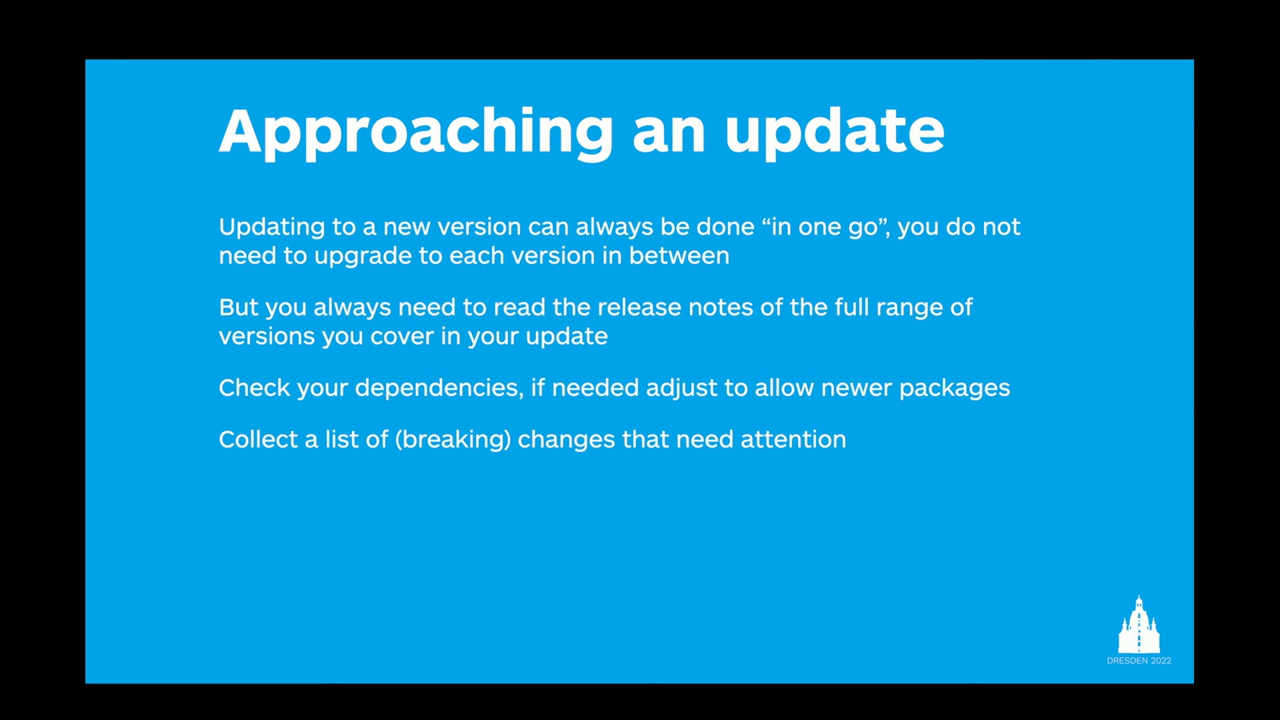 Approaching an update
Updating to a new version can always be done “in one go”, you do not
need to upgrade to each version in between
But you always need to read the release notes of the full range of
versions you cover in your update
Check your dependencies, if needed adjust to allow newer packages
Collect a list of (breaking) changes that need attention
DRESDEN 2022